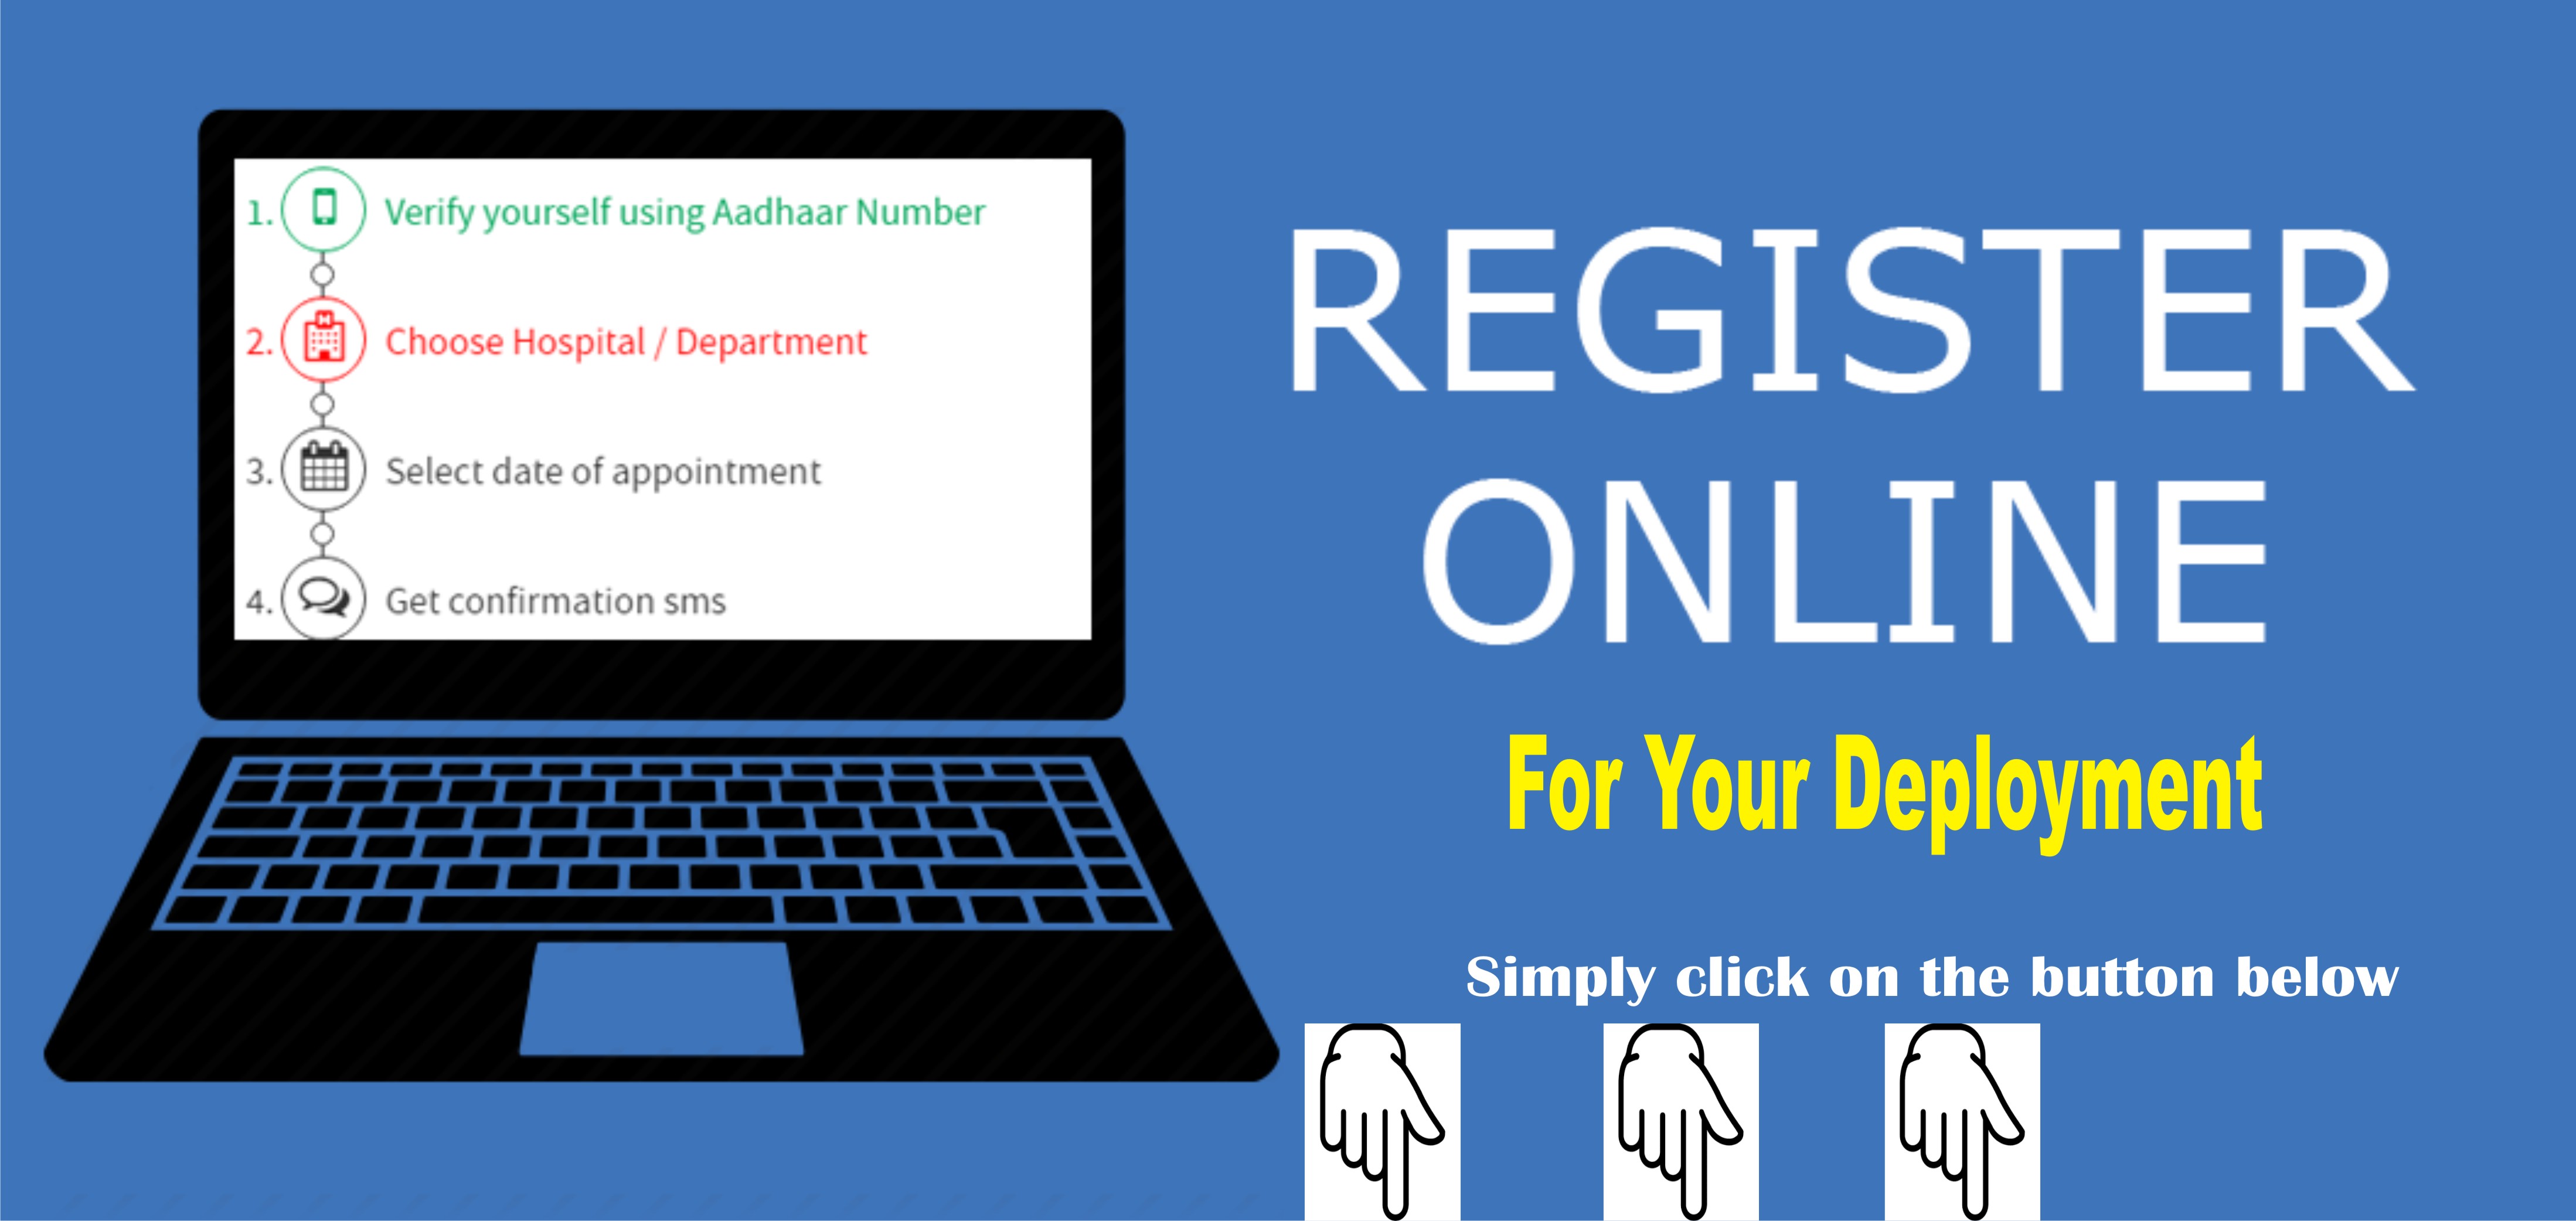 1. Verify yourself using Aadhaar Number
2. Choose Hospital / Department
3. Select date of appointment
4. Get confirmation sms
REGISTER
ONLINE
For Your Deployment
Simply click on the button below